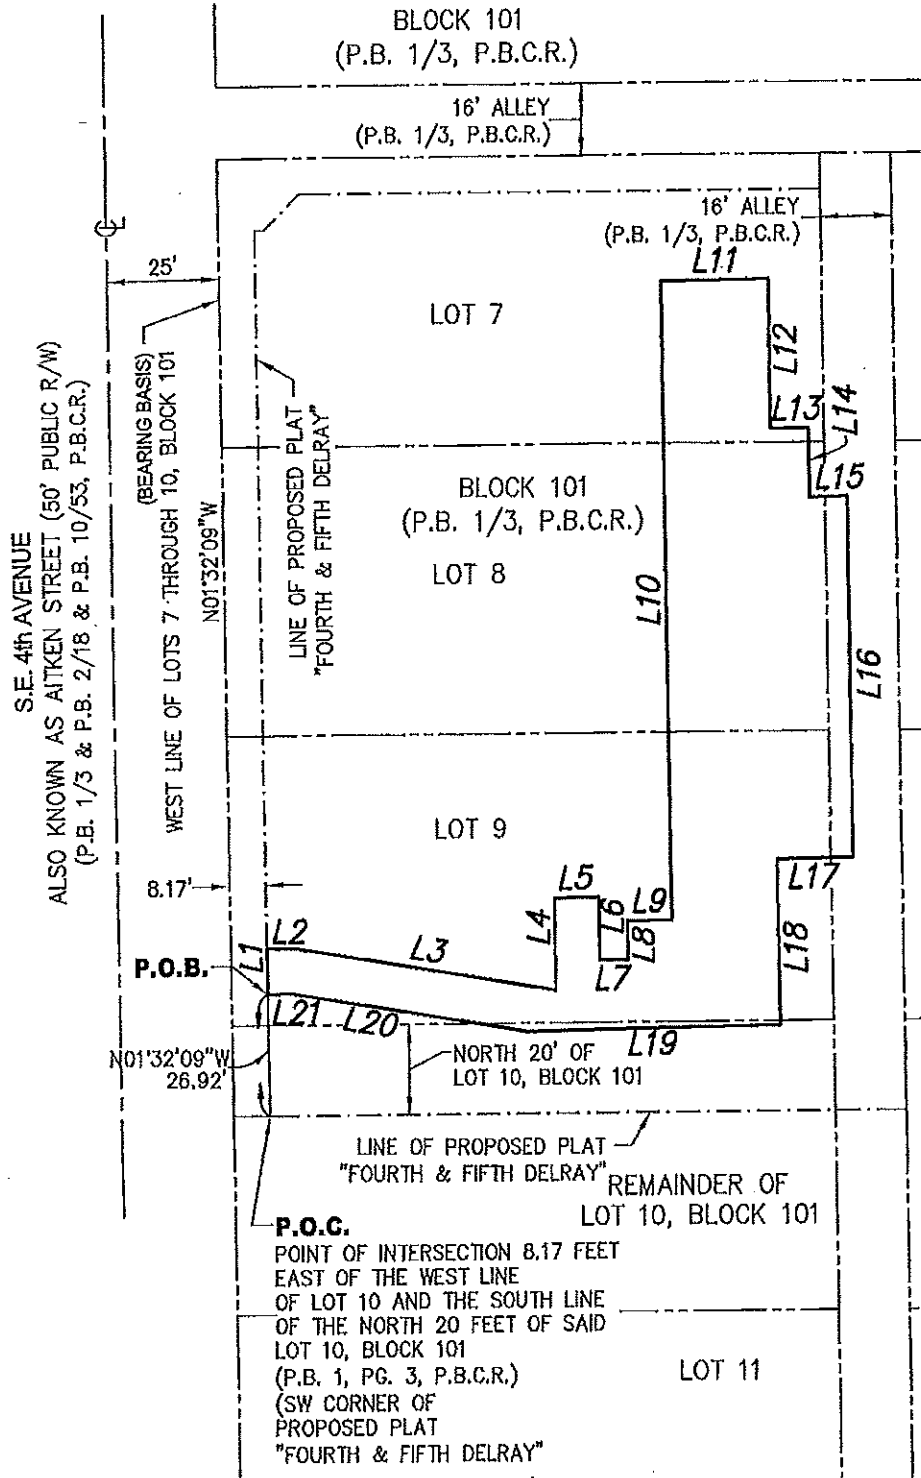 BLOCK 101
(P.B. 1/3, P.B.C.R.)
16' ALLEY
(P.B. 1/3, P.B.C.R.)
16' ALLEY
(P.B. 1/3, P.B.C.R.)
25'
LOT 7
L11
L12
L13
L14
L15
S.E. 4th AVENUE
ALSO KNOWN AS AITKEN STREET (50' PUBLIC R/W)
(P.B. 1/3 & P.B. 2/18 & P.B. 10/53, P.B.C.R.)
(BEARING BASIS)
WEST LINE OF LOTS 7 THROUGH 10, BLOCK 101
N01°32'09"W
LINE OF PROPOSED PLAT
"FOURTH & FIFTH DELRAY"
BLOCK 101
(P.B. 1/3, P.B.C.R.)
LOT 8
L10
L16
LOT 9
8.17'
L5
L4
L6
L9
L8
L7
L17
L18
L1
L2
L3
P.O.B.
L21
L20
L19
N01°32'09"W
26.92'
NORTH 20' OF
LOT 10, BLOCK 101
LINE OF PROPOSED PLAT
"FOURTH & FIFTH DELRAY"
REMAINDER OF
LOT 10, BLOCK 101
P.O.C.
POINT OF INTERSECTION 8.17 FEET
EAST OF THE WEST LINE
OF LOT 10 AND THE SOUTH LINE
OF THE NORTH 20 FEET OF SAID
LOT 10, BLOCK 101
(P.B. 1, PG. 3, P.B.C.R.)
(SW CORNER OF
PROPOSED PLAT
"FOURTH & FIFTH DELRAY"
LOT 11